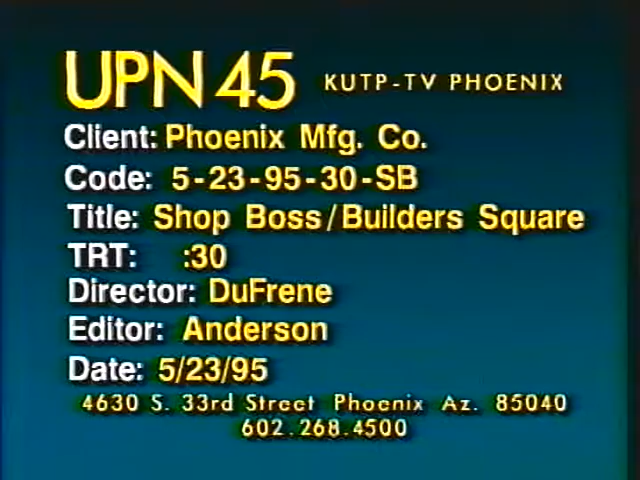 UPN 45 KUTP-TV PHOENIX
Client: Phoenix Mfg. Co.
Code: 5-23-95-30-SB
Title: Shop Boss/Builders Square
TRT: :30
Director: DuFrene
Editor: Anderson
Date: 5/23/95
4630 S. 33rd Street Phoenix Az. 85040
602.268.4500